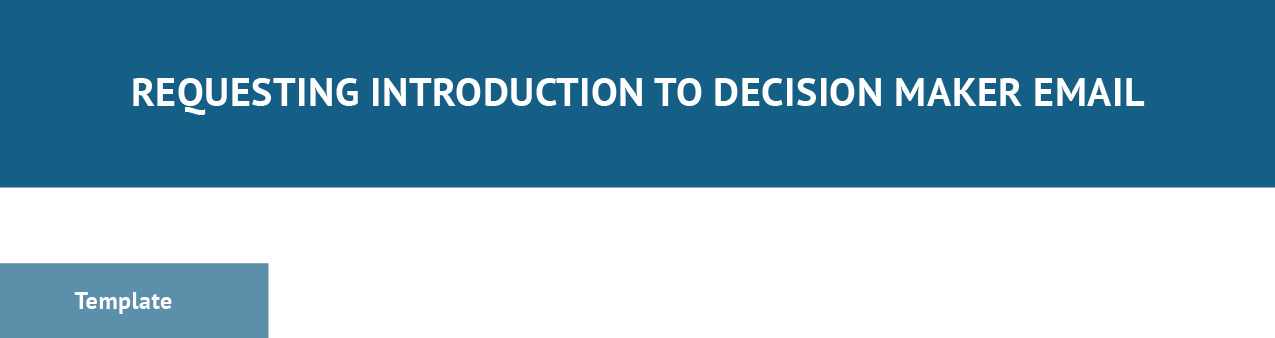 REQUESTING INTRODUCTION TO DECISION MAKER EMAIL
Template